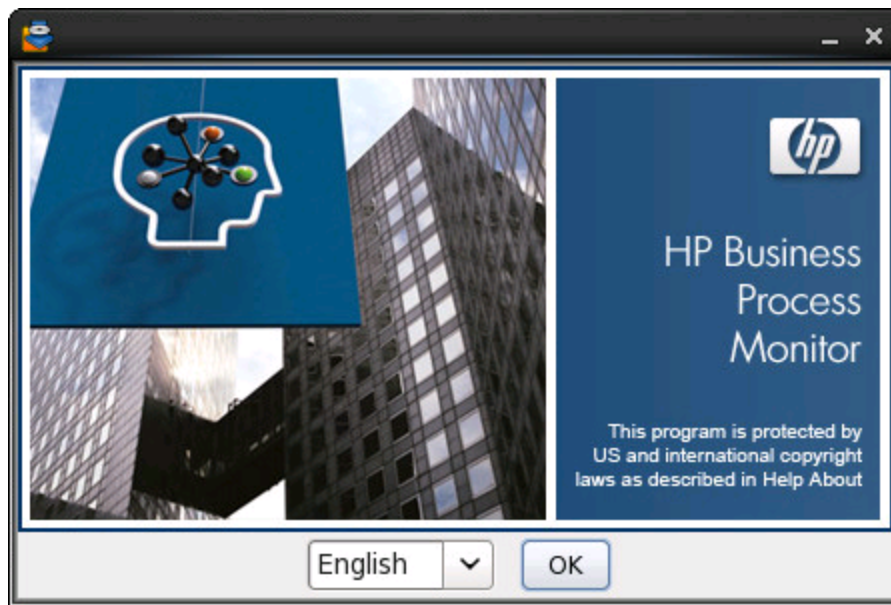 hp
HP Business
Process
Monitor
This program is protected by
US and international copyright
laws as described in Help About
English
OK